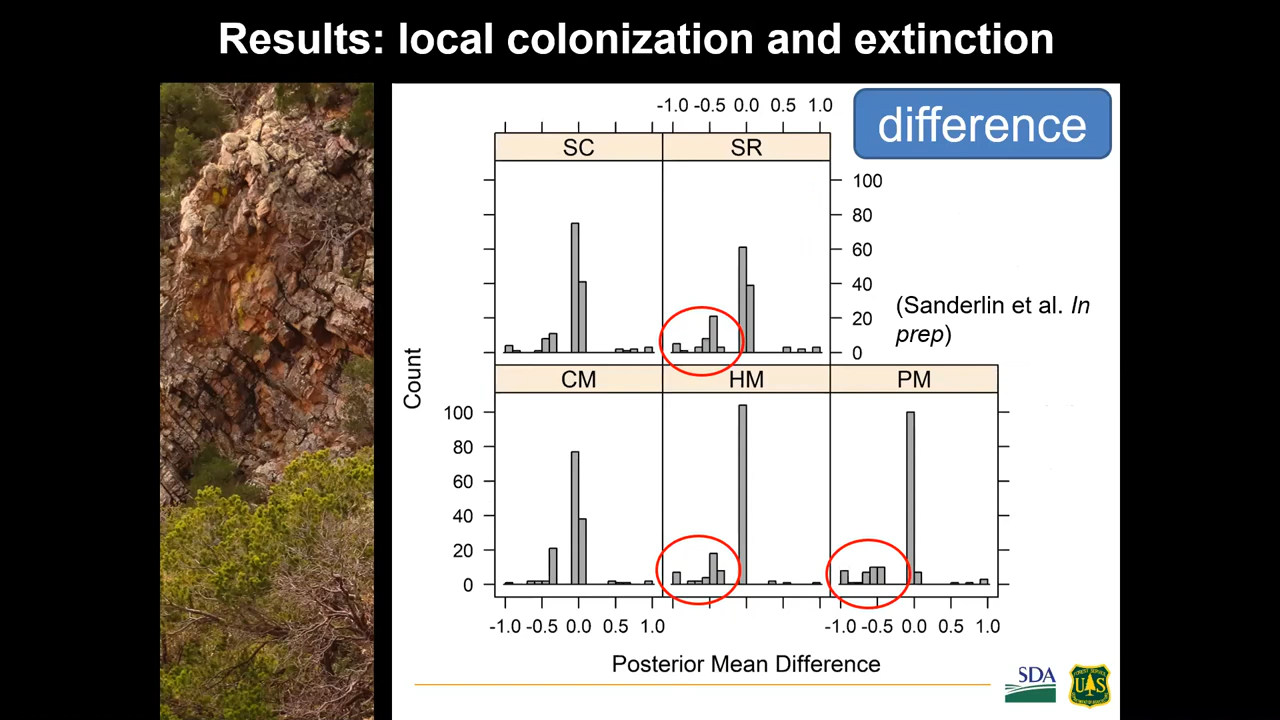 Results: local colonization and extinction
-1.0 -0.5 0.0 0.5 1.0
difference
SC SR
100
80
60
40
20
0
(Sanderlin et al. In
prep)
Count
CM HM PM
100
80
60
40
20
0
-1.0 -0.5 0.0 0.5 1.0 -1.0 -0.5 0.0 0.5 1.0
Posterior Mean Difference
SDA
FOREST SERVICE
U S